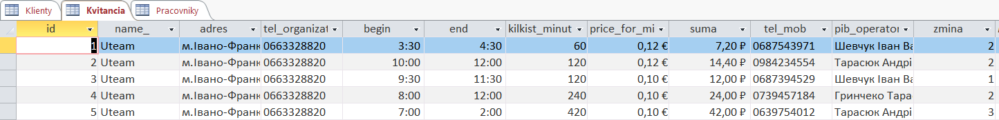 Klienty Kvitancia Pracovniky
id name_ adres tel_organizat begin end kilkist_minut price_for_mi suma tel_mob pib_operator zmina
1 Uteam м.Івано-Франк 0663328820 3:30 4:30 60 0,12 € 7,20 ₽ 0687543971 Шевчук Іван Ва 2
2 Uteam м.Івано-Франк 0663328820 10:00 12:00 120 0,12 € 14,40 ₽ 0984234554 Тарасюк Андрі 2
3 Uteam м.Івано-Франк 0663328820 9:30 11:30 120 0,10 € 12,00 ₽ 0687394529 Шевчук Іван Ва 1
4 Uteam м.Івано-Франк 0663328820 8:00 12:00 240 0,10 € 24,00 ₽ 0739457184 Гринчеко Тара 2
5 Uteam м.Івано-Франк 0663328820 7:00 2:00 420 0,10 € 42,00 ₽ 0639754012 Тарасюк Андрі 3